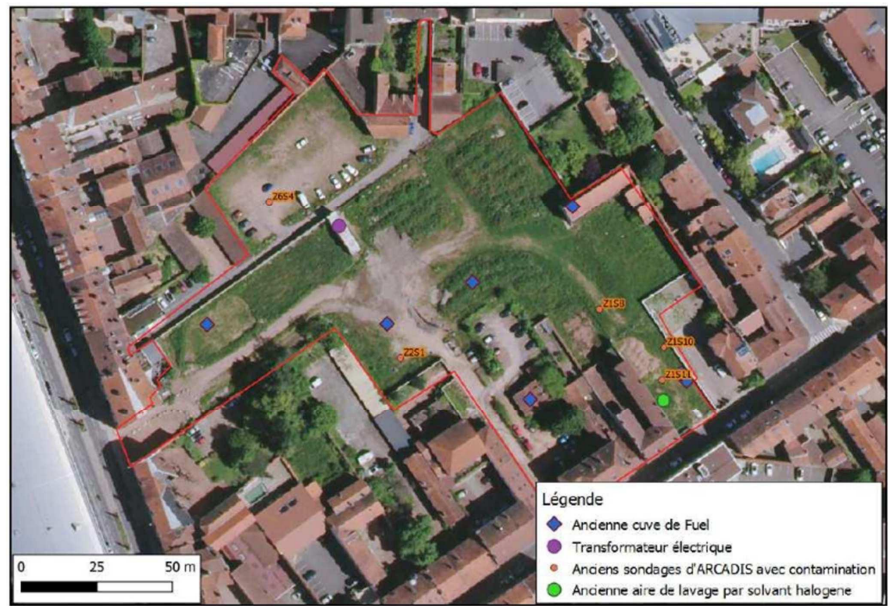 Z6S4
Z1S8
Z1S10
Z2S1
Z1S11
Légende
Ancienne cuve de Fuel
Transformateur électrique
Anciens sondages d'ARCADIS avec contamination
Ancienne aire de lavage par solvant halogene
0 25 50 m